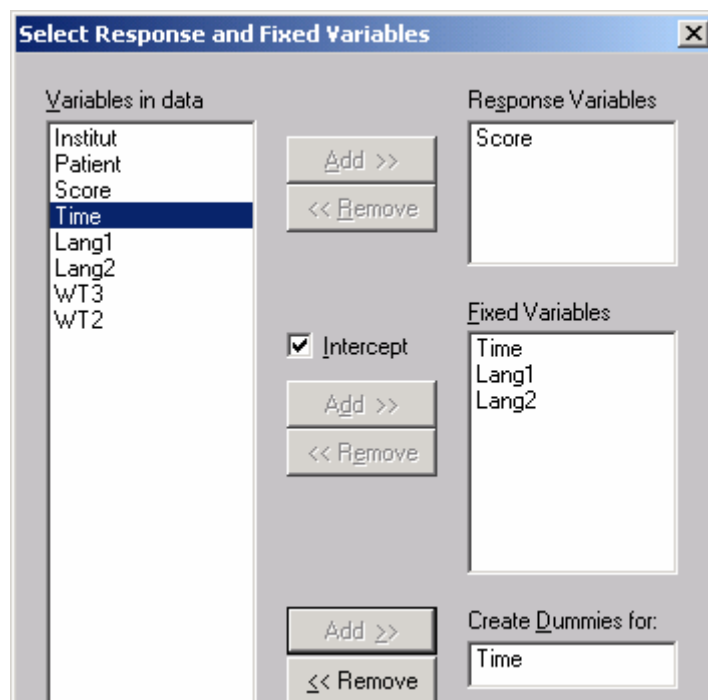 Select Response and Fixed Variables
Variables in data
Institut
Patient
Score
Time
Lang1
Lang2
WT3
WT2
Add >>
<< Remove
Response Variables
Score
Intercept
Add >>
<< Remove
Fixed Variables
Time
Lang1
Lang2
Add >>
<< Remove
Create Dummies for:
Time